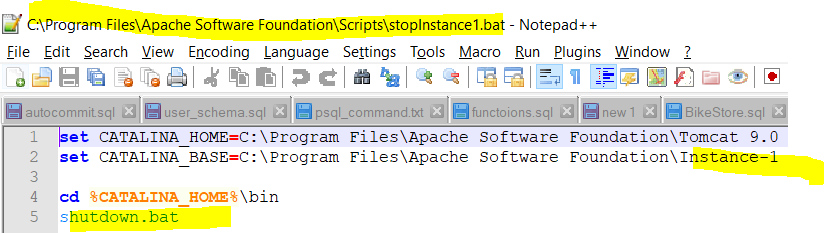 C:\Program Files\Apache Software Foundation\Scripts\stopInstance1.bat - Notepad++
File Edit Search View Encoding Language Settings Tools Macro Run Plugins Window ?
autocommit.sql user_schema.sql psql_command.txt functoions.sql new 1 BikeStore.sql
1 set CATALINA_HOME=C:\Program Files\Apache Software Foundation\Tomcat 9.0
2 set CATALINA_BASE=C:\Program Files\Apache Software Foundation\Instance-1
3
4 cd %CATALINA_HOME%\bin
5 shutdown.bat